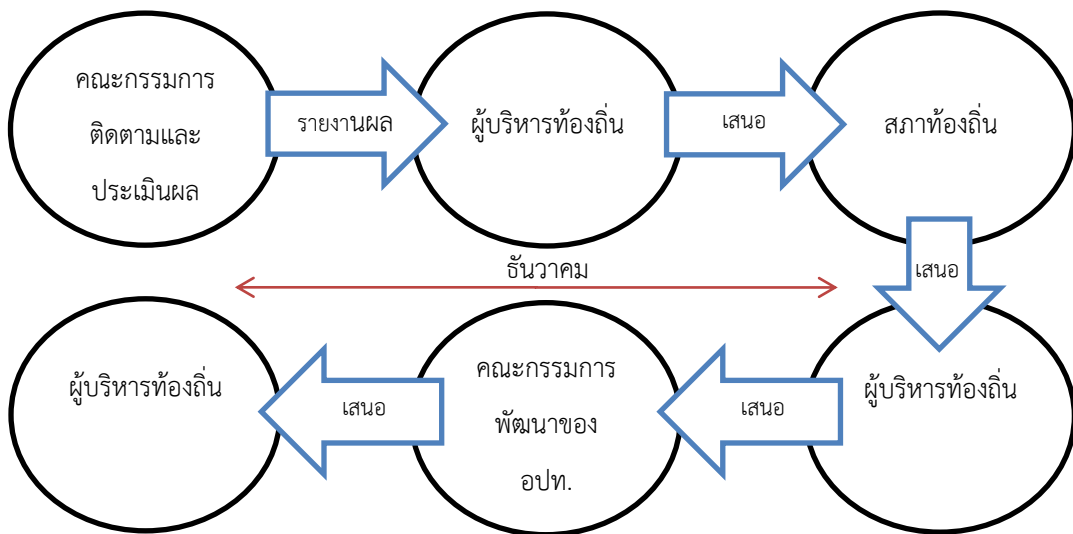 คณะกรรมการ
ติดตามและ
ประเมินผล
รายงานผล
ผู้บริหารท้องถิ่น
เสนอ
สภาท้องถิ่น
เสนอ
ธันวาคม
ผู้บริหารท้องถิ่น
เสนอ
คณะกรรมการ
พัฒนาของ
อปท.
เสนอ
ผู้บริหารท้องถิ่น